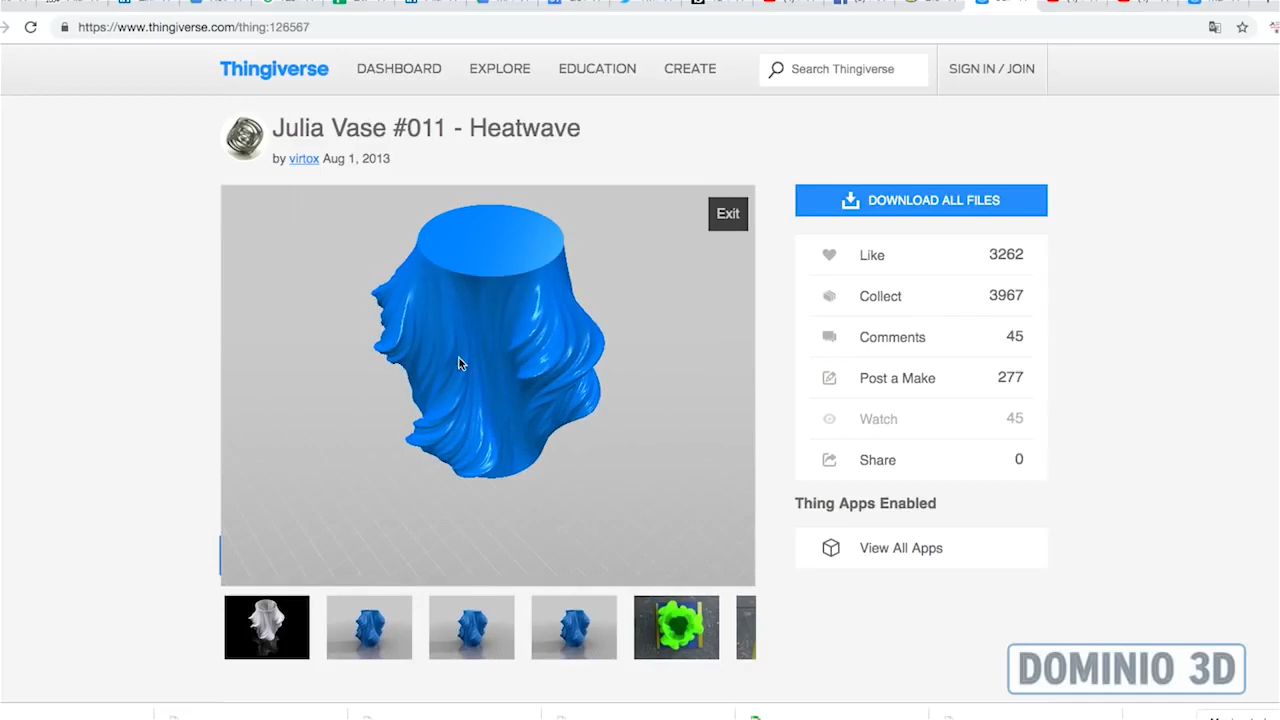 https://www.thingiverse.com/thing:126567
Thingiverse
DASHBOARD
EXPLORE
EDUCATION
CREATE
Search Thingiverse
SIGN IN / JOIN
Julia Vase #011 - Heatwave
by virtox Aug 1, 2013
Exit
DOWNLOAD ALL FILES
Like 3262
Collect 3967
Comments 45
Post a Make 277
Watch 45
Share 0
Thing Apps Enabled
View All Apps
DOMINIO 3D